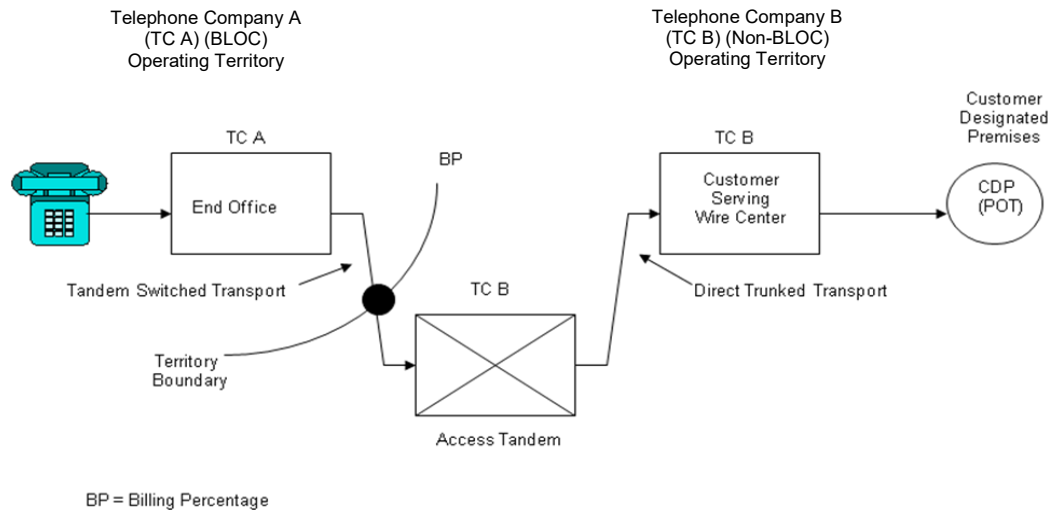 Telephone Company A
(TC A) (BLOC)
Operating Territory
Telephone Company B
(TC B) (Non-BLOC)
Operating Territory
Customer
Designated
Premises
TC A
End Office
BP
TC B
Customer
Serving
Wire Center
CDP
(POT)
Tandem Switched Transport
TC B
Direct Trunked Transport
Territory
Boundary
Access Tandem
BP = Billing Percentage